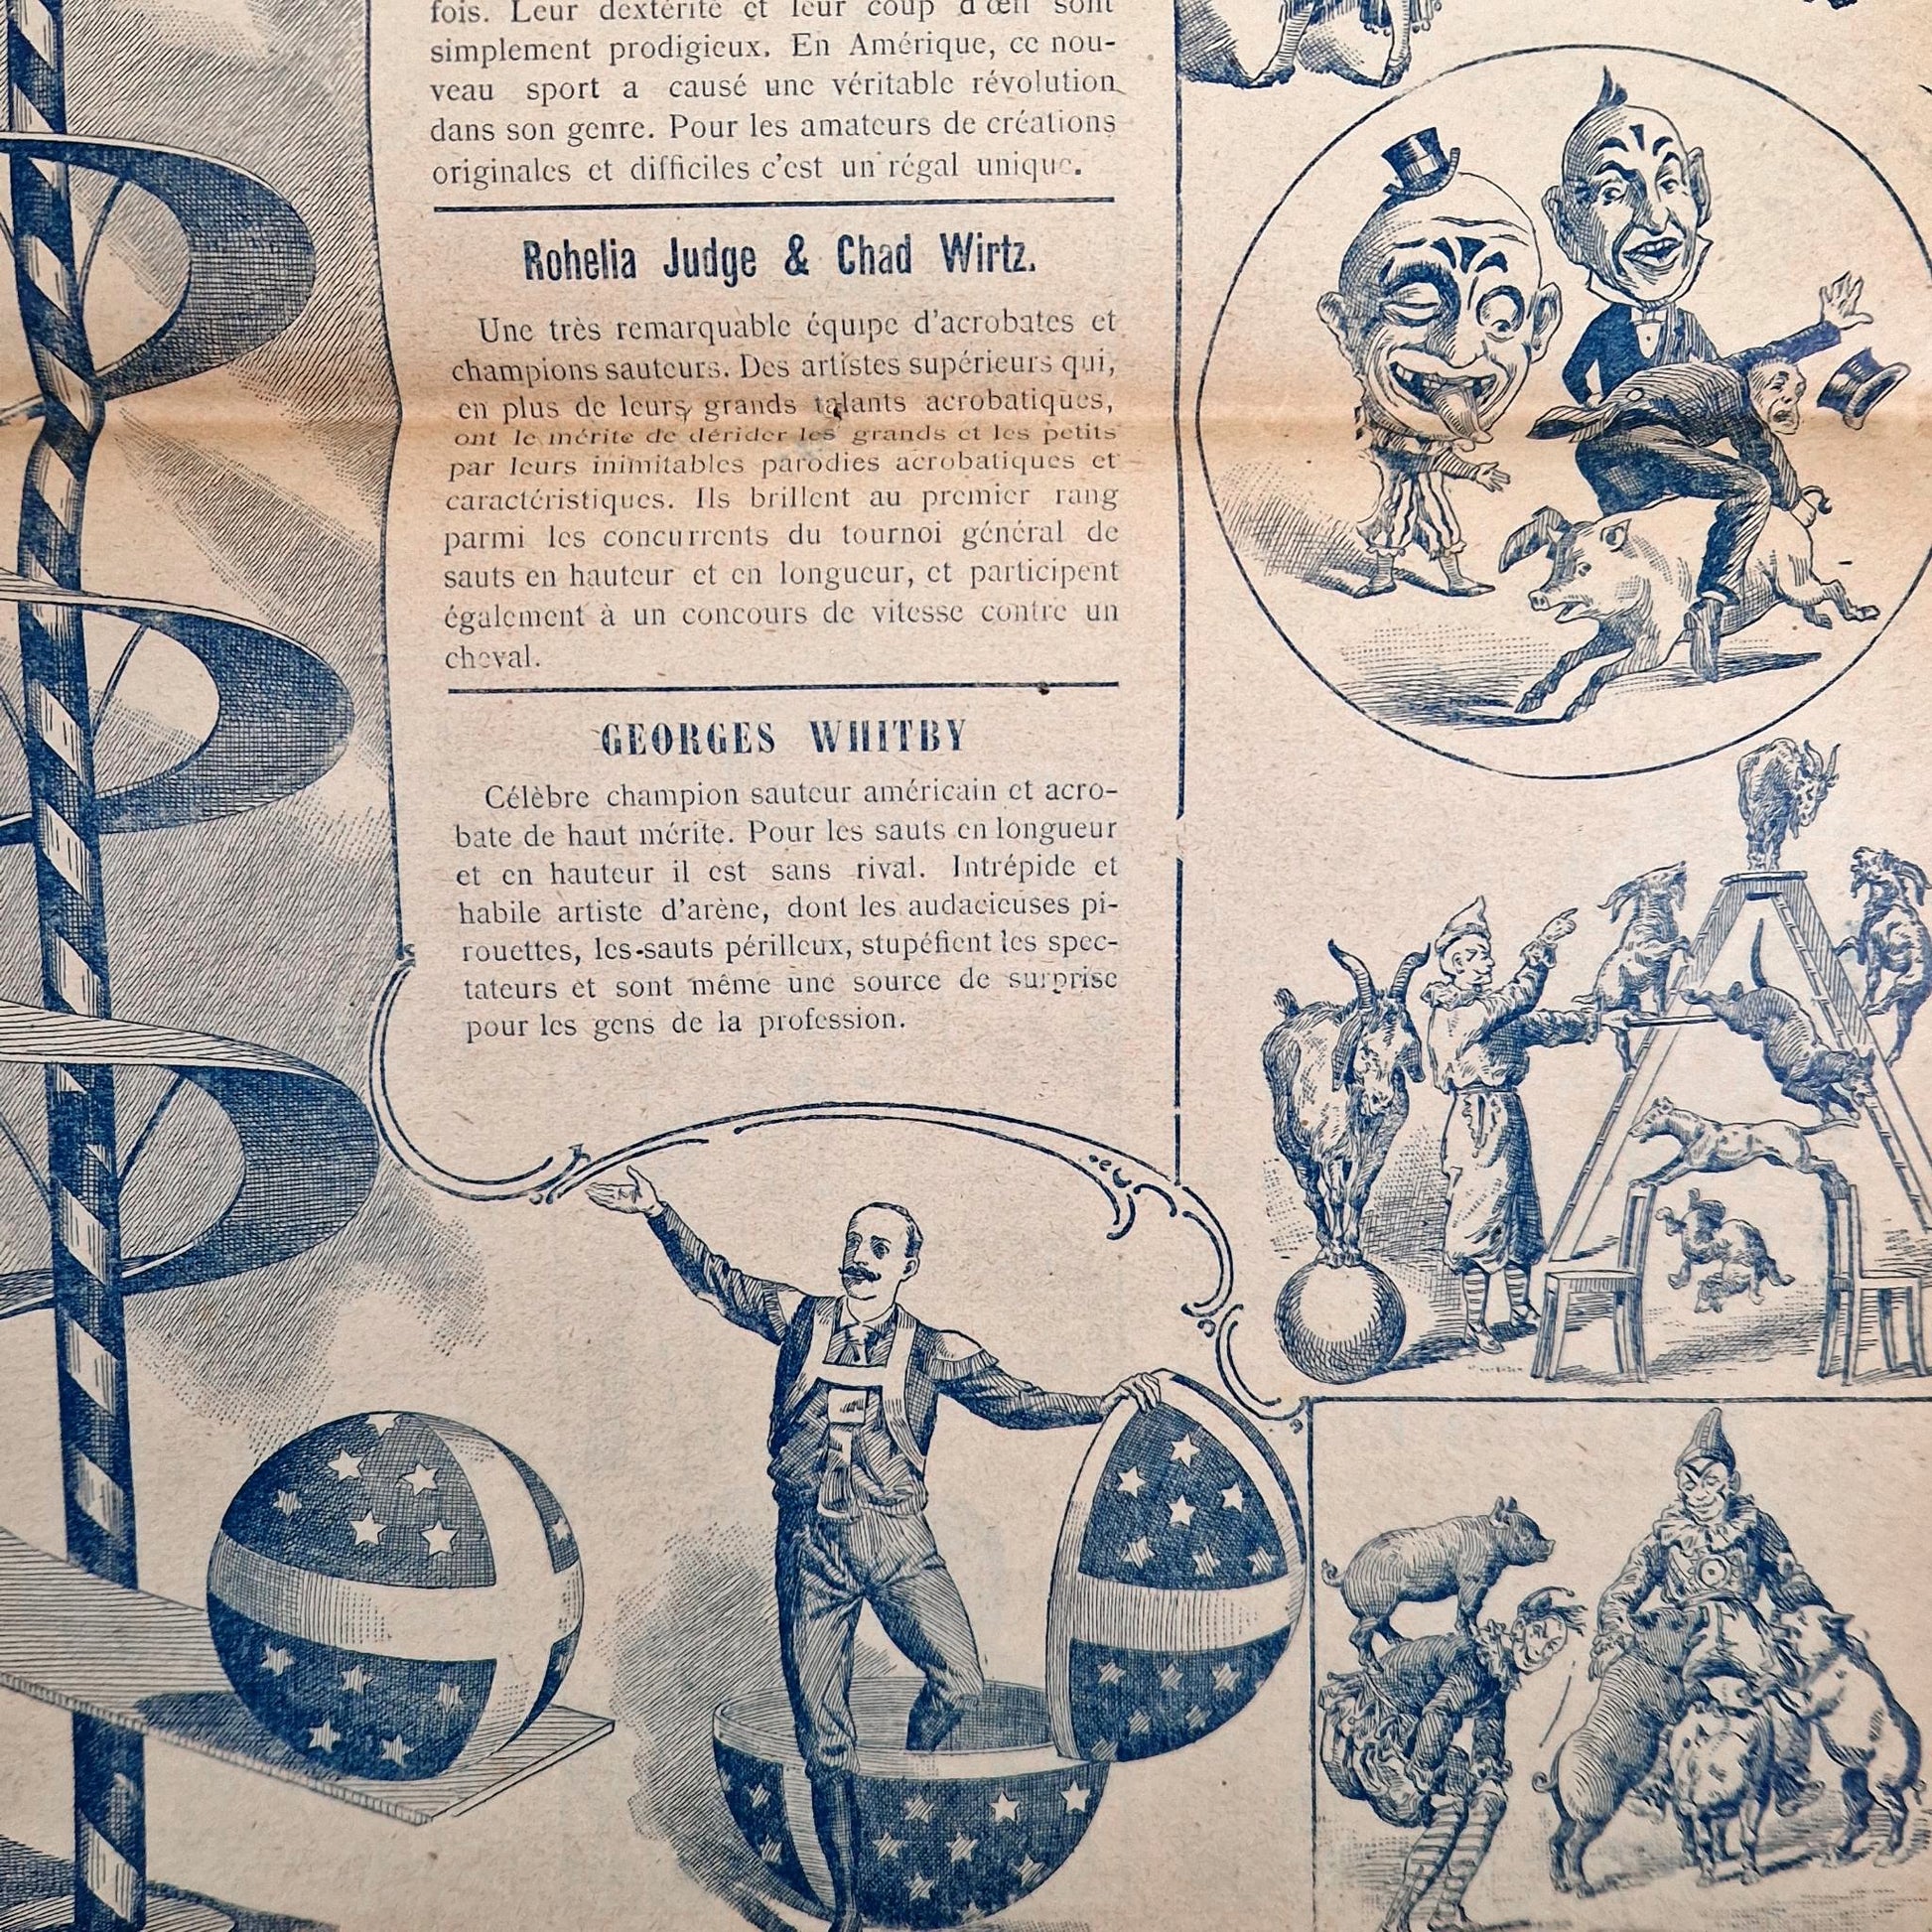 fois. Leur dextérité et leur coup d'œil sont
simplement prodigieux. En Amérique, ce nou-
veau sport a causé une véritable révolution
dans son genre. Pour les amateurs de créations
originales et difficiles c'est un régal unique.
Rohelia Judge & Chad Wirtz.
Une très remarquable équipe d'acrobates et
champions sauteurs. Des artistes supérieurs qui,
en plus de leurs grands talants acrobatiques,
ont le mérite de dérider les grands et les petits
par leurs inimitables parodies acrobatiques et
caractéristiques. Ils brillent au premier rang
parmi les concurrents du tournoi général de
sauts en hauteur et en longueur, et participent
également à un concours de vitesse contre un
cheval.
GEORGES WHITBY
Célèbre champion sauteur américain et acro-
bate de haut mérite. Pour les sauts en longueur
et en hauteur il est sans rival. Intrépide et
habile artiste d'arène, dont les audacieuses pi-
rouettes, les-sauts périlleux, stupéfient les spec-
tateurs et sont même une source de surprise
pour les gens de la profession.